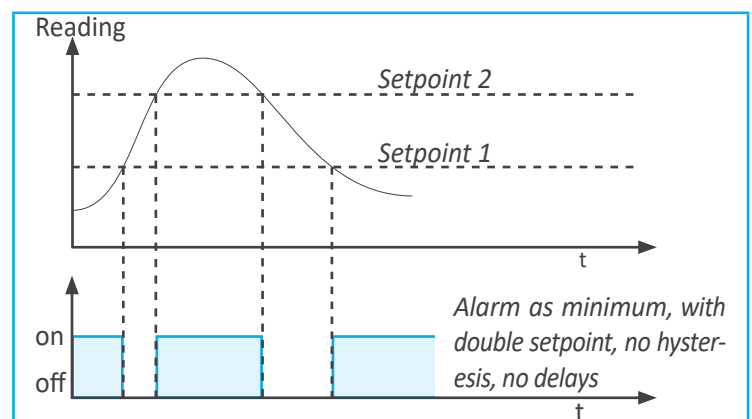 Reading
Setpoint 2
Setpoint 1
t
on
off
Alarm as minimum, with
double setpoint, no hyster-
esis, no delays
t